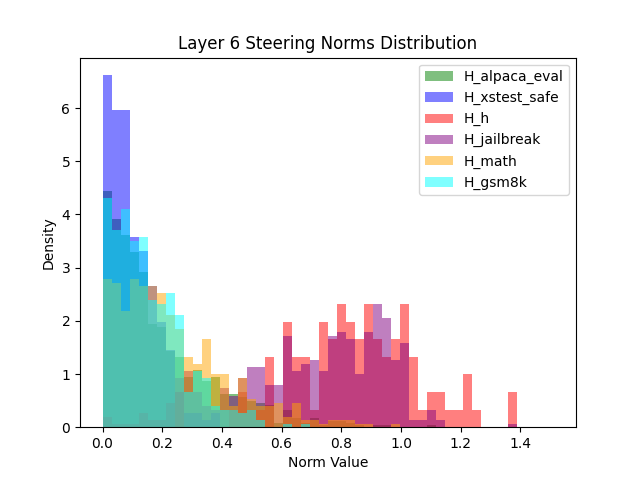 Layer 6 Steering Norms Distribution
H_alpaca_eval
H_xstest_safe
H_h
H_jailbreak
H_math
H_gsm8k
Density
6
5
4
3
2
1
0
0.0 0.2 0.4 0.6 0.8 1.0 1.2 1.4
Norm Value